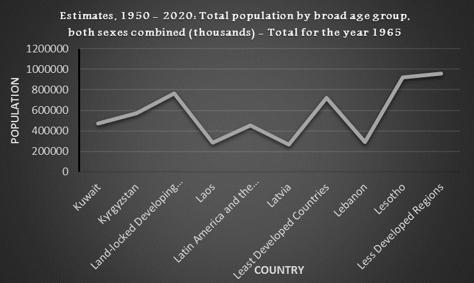 Estimates, 1950 - 2020: Total population by broad age group,
both sexes combined (thousands) - Total for the year 1965
POPULATION
1200000
1000000
800000
600000
400000
200000
0
Kuwait
Kyrgyzstan
Land-locked Developing...
Laos
Latin America and the...
Latvia
Least Developed Countries
Lebanon
Lesotho
Less Developed Regions
COUNTRY